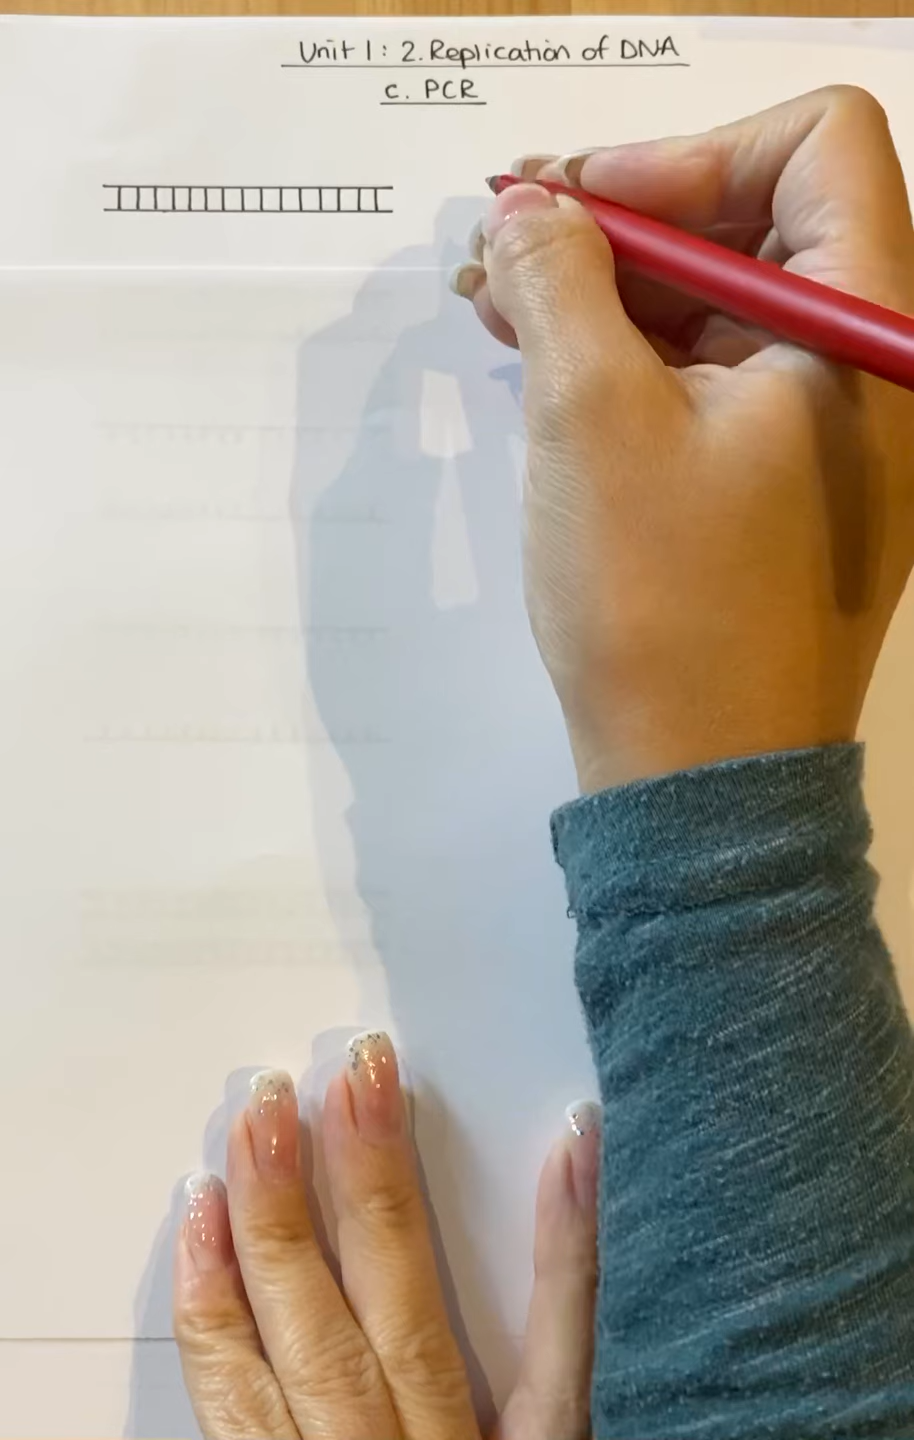 Unit 1: 2. Replication of DNA
c. PCR